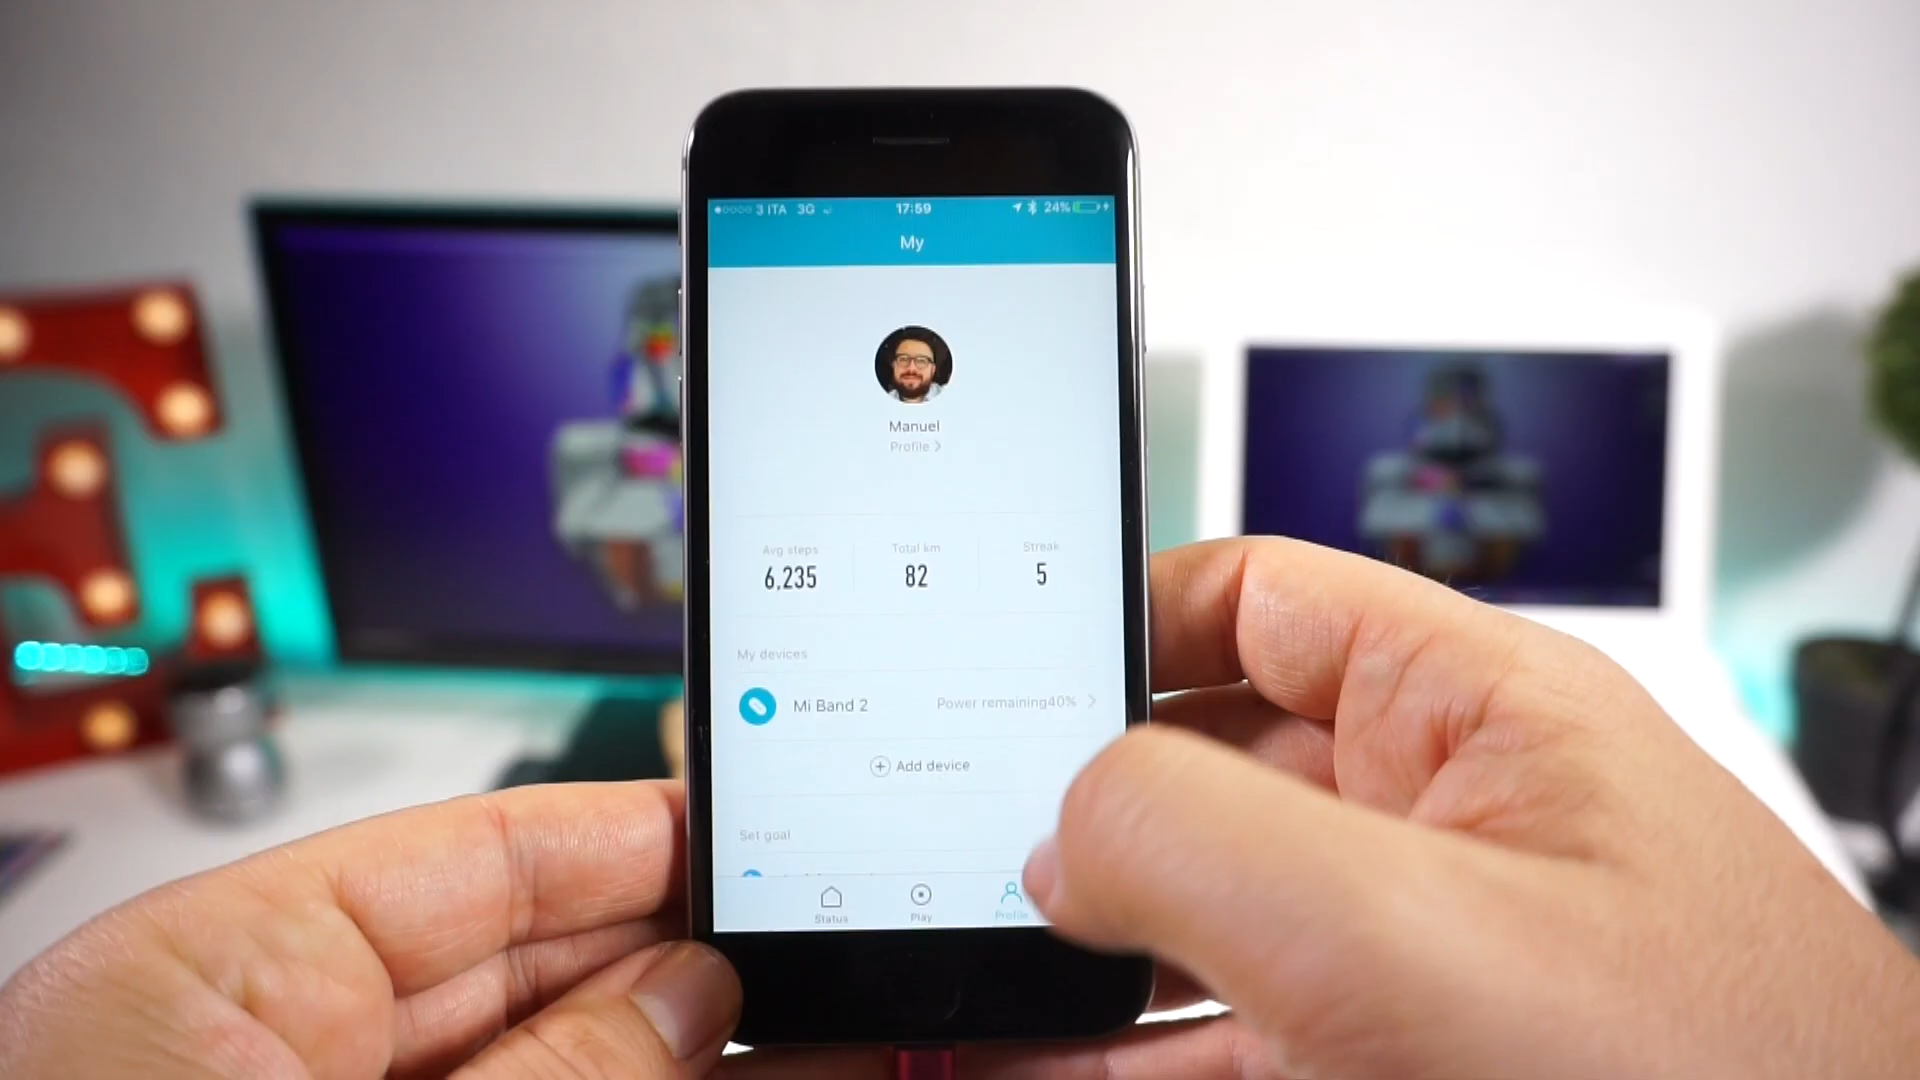 3 ITA 3G 17:59 24%
My
Manuel
Profile >
Avg steps Total km Streak
6,235 82 5
My devices
Mi Band 2 Power remaining40% >
Add device
Set goal
Status Play Profile